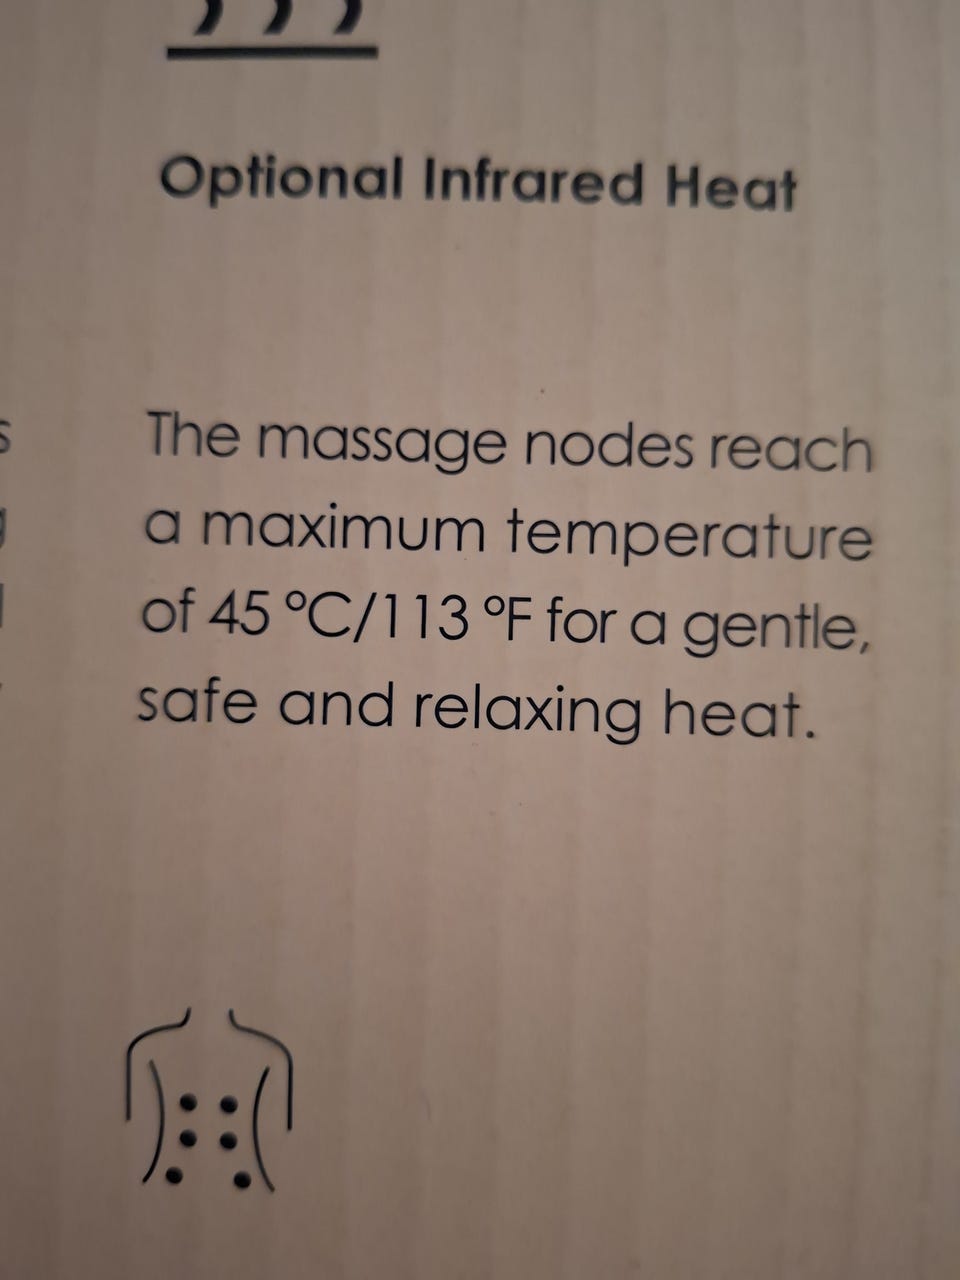 Optional Infrared Heat
The massage nodes reach
a maximum temperature
of 45 °C/113 °F for a gentle,
safe and relaxing heat.